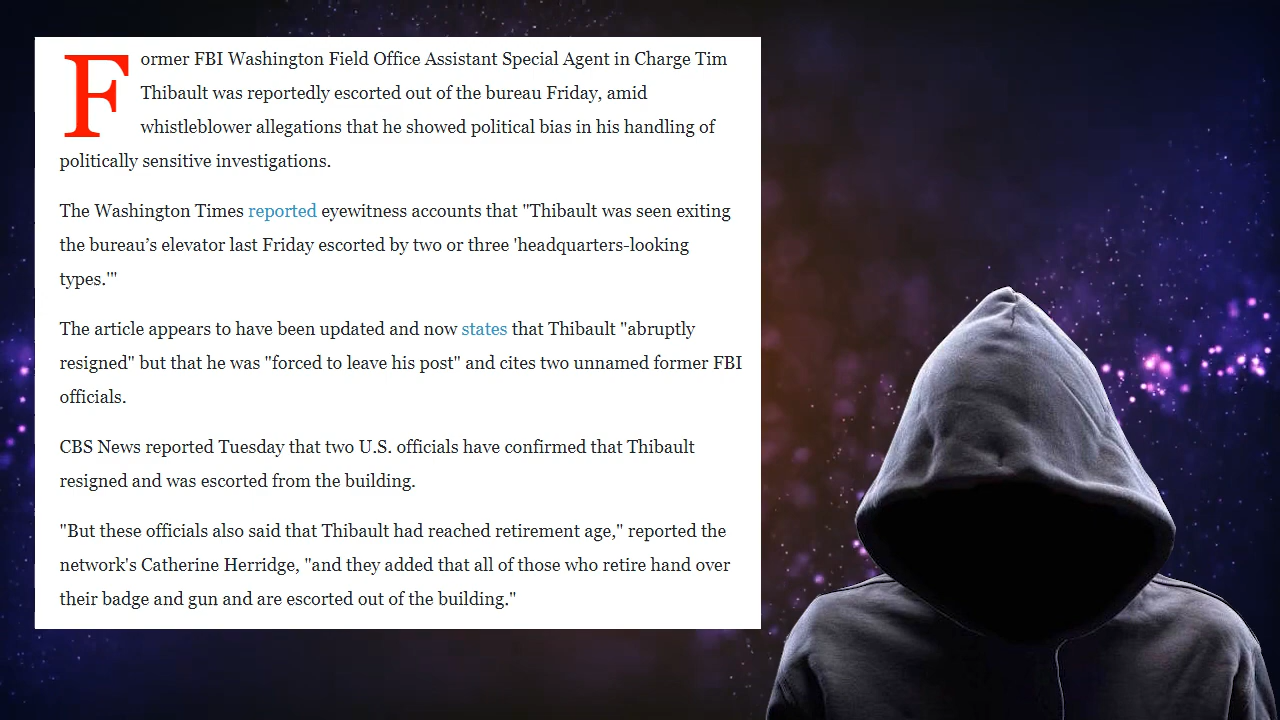 Former FBI Washington Field Office Assistant Special Agent in Charge Tim
Thibault was reportedly escorted out of the bureau Friday, amid
whistleblower allegations that he showed political bias in his handling of
politically sensitive investigations.
The Washington Times reported eyewitness accounts that "Thibault was seen exiting
the bureau’s elevator last Friday escorted by two or three 'headquarters-looking
types.'"
The article appears to have been updated and now states that Thibault "abruptly
resigned" but that he was "forced to leave his post" and cites two unnamed former FBI
officials.
CBS News reported Tuesday that two U.S. officials have confirmed that Thibault
resigned and was escorted from the building.
"But these officials also said that Thibault had reached retirement age," reported the
network's Catherine Herridge, "and they added that all of those who retire hand over
their badge and gun and are escorted out of the building."